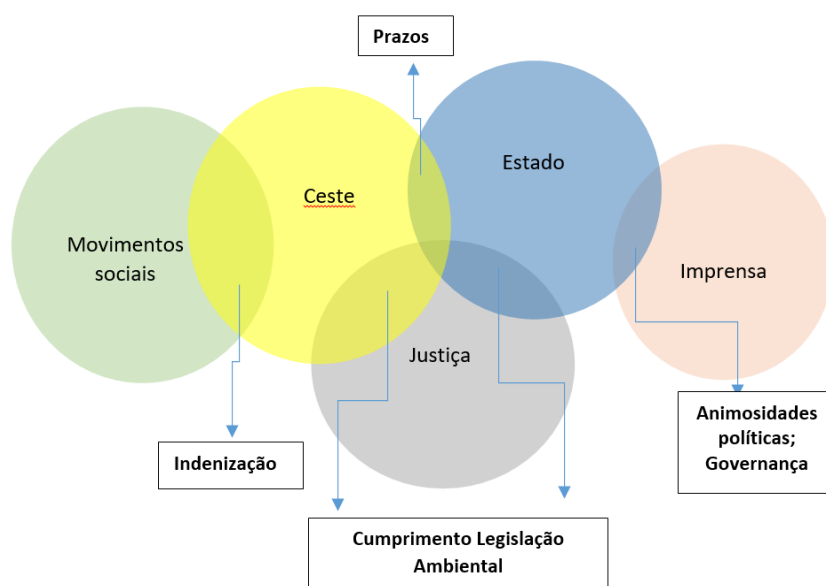 Prazos
Estado
Ceste
Movimentos
sociais
Imprensa
Justiça
Animosidades
políticas;
Governança
Indenização
Cumprimento Legislação
Ambiental